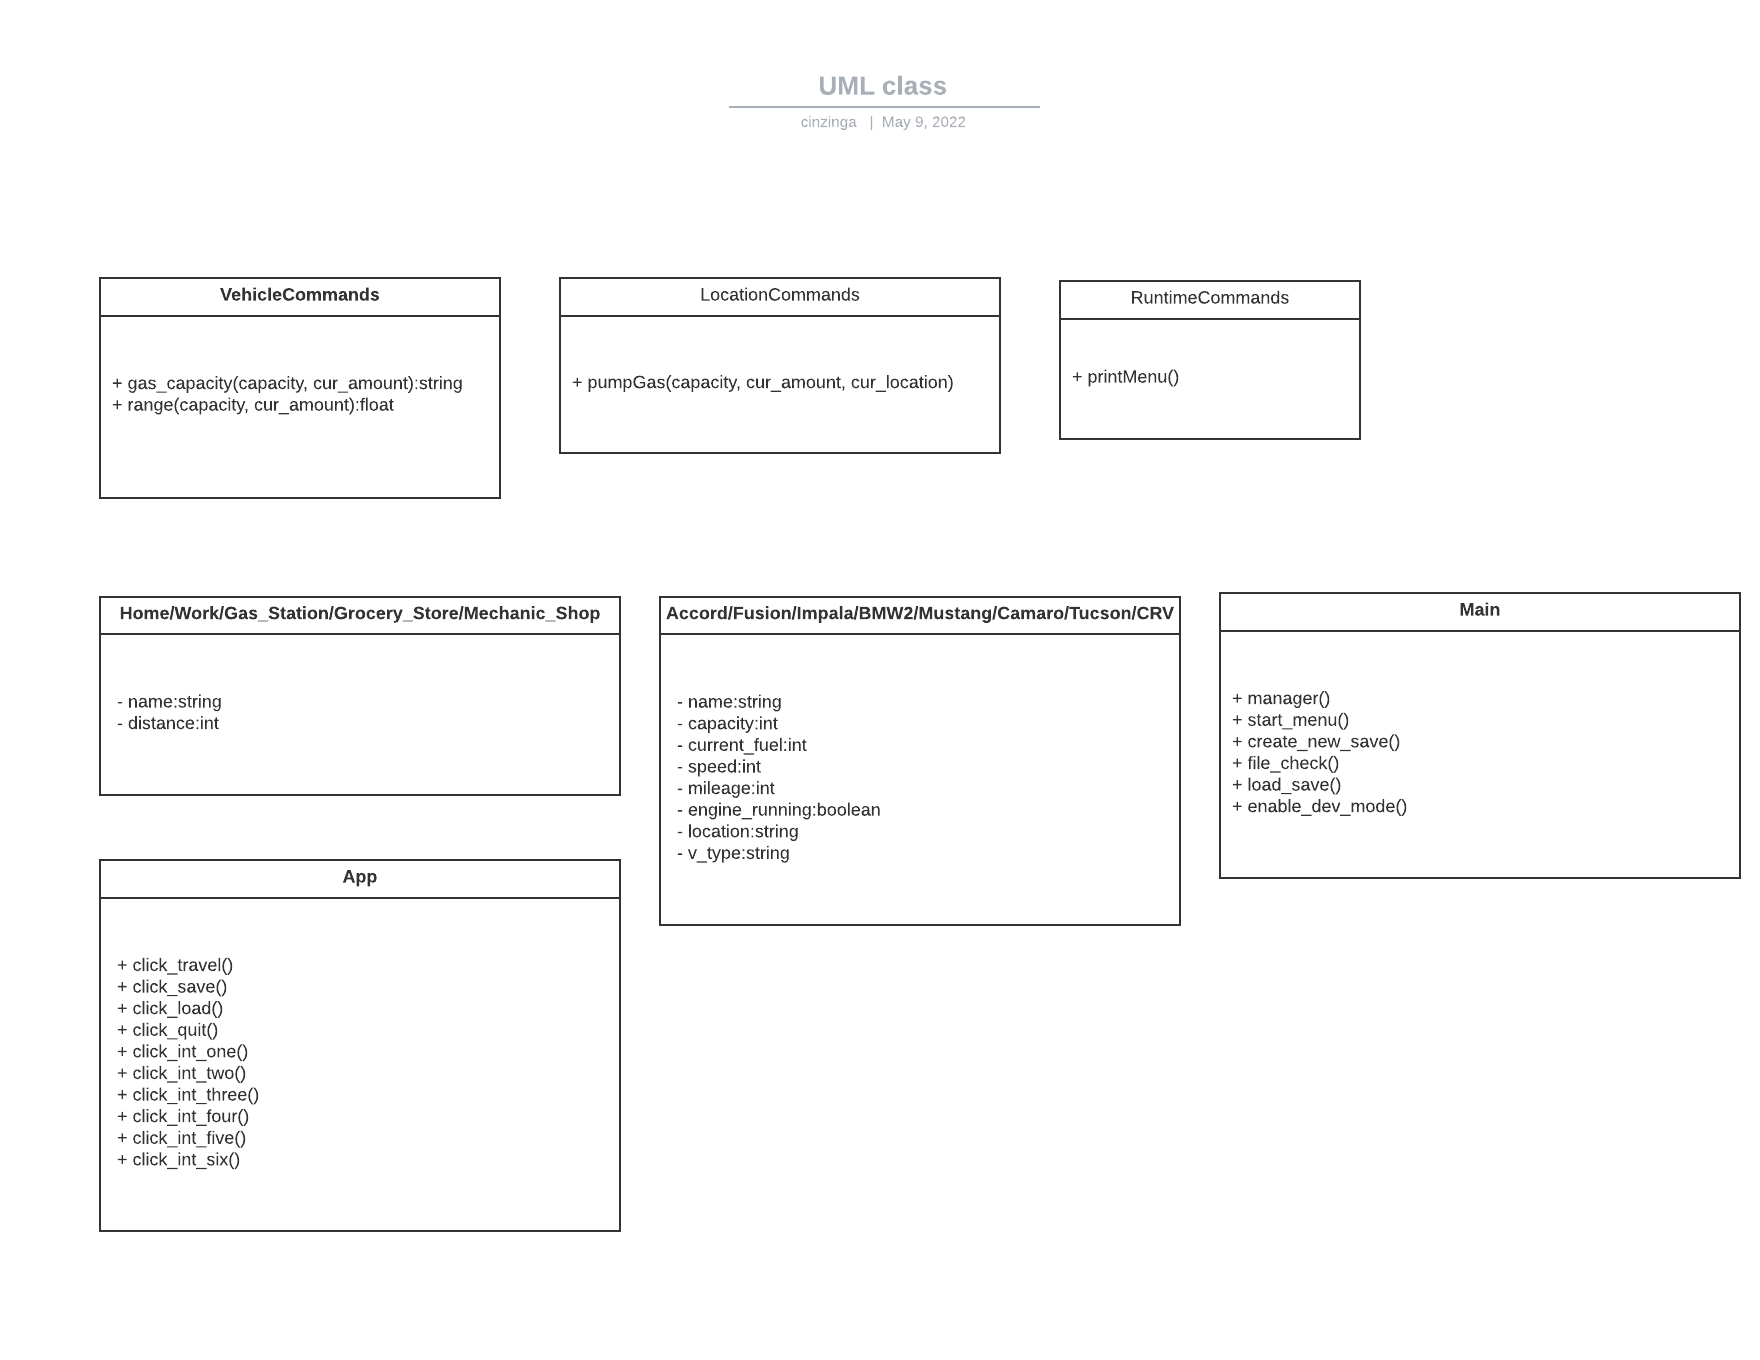 UML class
cinzinga | May 9, 2022
VehicleCommands
+ gas_capacity(capacity, cur_amount):string
+ range(capacity, cur_amount):float
LocationCommands
+ pumpGas(capacity, cur_amount, cur_location)
RuntimeCommands
+ printMenu()
Home/Work/Gas_Station/Grocery_Store/Mechanic_Shop
- name:string
- distance:int
Accord/Fusion/Impala/BMW2/Mustang/Camaro/Tucson/CRV
- name:string
- capacity:int
- current_fuel:int
- speed:int
- mileage:int
- engine_running:boolean
- location:string
- v_type:string
Main
+ manager()
+ start_menu()
+ create_new_save()
+ file_check()
+ load_save()
+ enable_dev_mode()
App
+ click_travel()
+ click_save()
+ click_load()
+ click_quit()
+ click_int_one()
+ click_int_two()
+ click_int_three()
+ click_int_four()
+ click_int_five()
+ click_int_six()